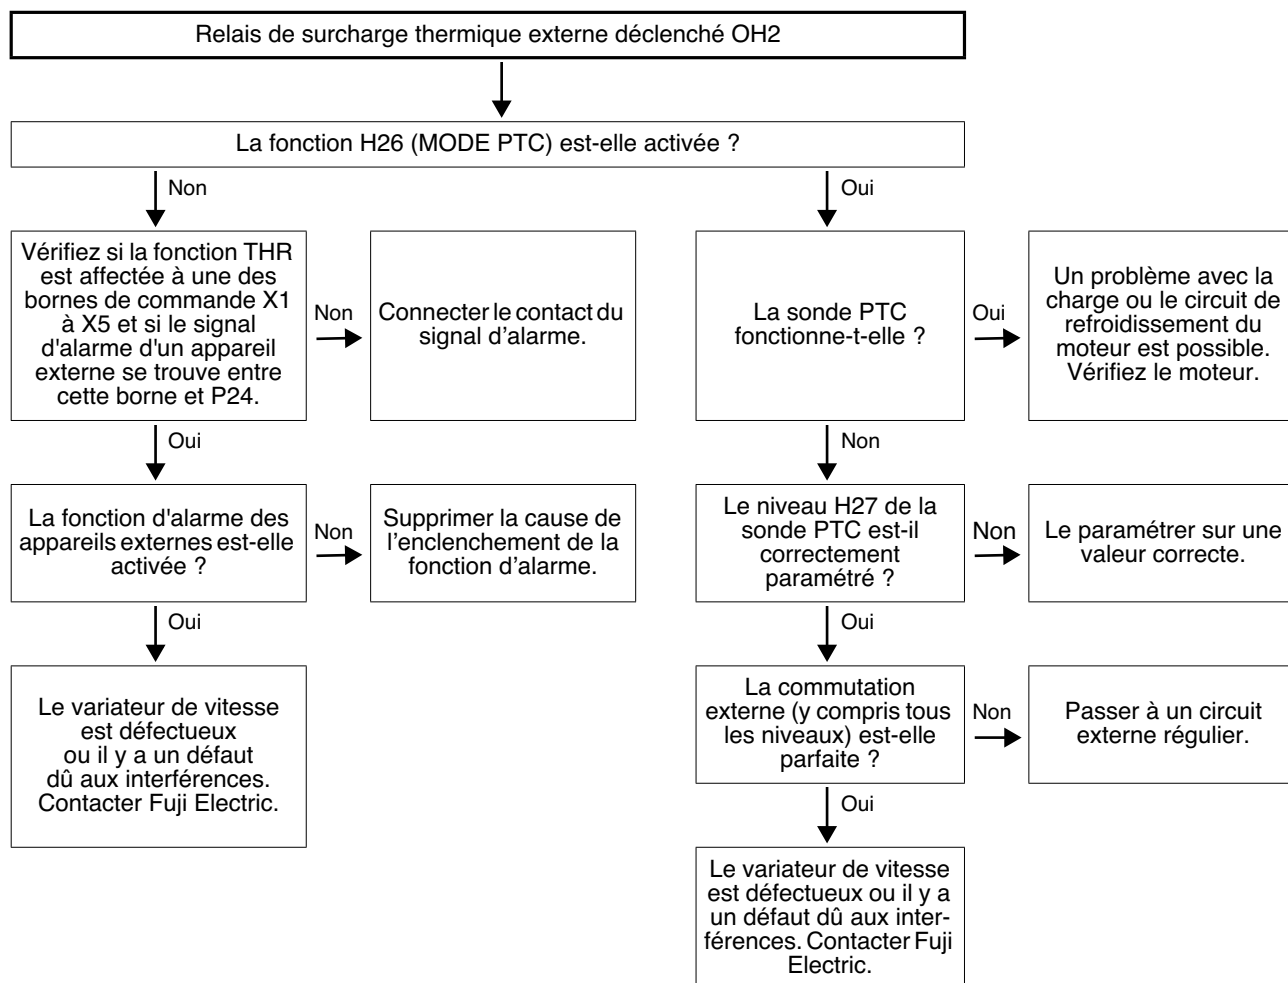 Relais de surcharge thermique externe déclenché OH2
La fonction H26 (MODE PTC) est-elle activée ?
Non
Oui
Vérifiez si la fonction THR
est affectée à une des
bornes de commande X1
à X5 et si le signal
d'alarme d'un appareil
externe se trouve entre
cette borne et P24.
Non
Connecter le contact du
signal d’alarme.
La sonde PTC
fonctionne-t-elle ?
Oui
Un problème avec la
charge ou le circuit de
refroidissement du
moteur est possible.
Vérifiez le moteur.
Oui
Non
La fonction d'alarme des
appareils externes est-elle
activée ?
Non
Supprimer la cause de
l’enclenchement de la
fonction d’alarme.
Le niveau H27 de la
sonde PTC est-il
correctement
paramétré ?
Non
Le paramétrer sur une
valeur correcte.
Oui
Oui
Le variateur de vitesse
est défectueux
ou il y a un défaut
dû aux interférences.
Contacter Fuji Electric.
La commutation
externe (y compris tous
les niveaux) est-elle
parfaite ?
Non
Passer à un circuit
externe régulier.
Oui
Le variateur de vitesse
est défectueux ou il y a
un défaut dû aux inter-
férences. Contacter Fuji
Electric.